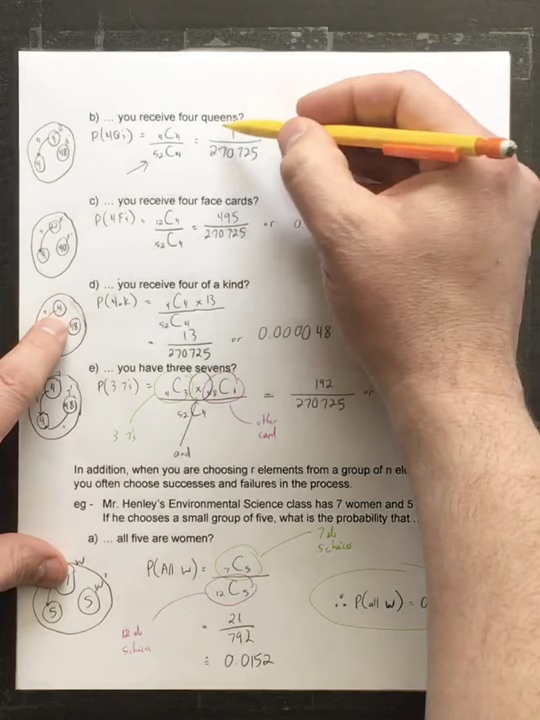 b) ... you receive four queens?
P(4Qi) = ₄C₄ / ₅₂C₄ = 1 / 270725
c) ... you receive four face cards?
P(4Fi) = ₁₂C₄ / ₅₂C₄ = 495 / 270725 or 0.
d) ... you receive four of a kind?
P(4ok) = ₄C₄ x 13 / ₅₂C₄
= 13 / 270725 or 0.000048
e) ... you have three sevens?
P(3 7i) = ₄C₃ x ₄₈C₁ / ₅₂C₄ = 192 / 270725 or
3 7s
other
card
and
In addition, when you are choosing r elements from a group of n
you often choose successes and failures in the process.
eg - Mr. Henley's Environmental Science class has 7 women and 5
If he chooses a small group of five, what is the probability that
a) ... all five are women?
P(All W) = ₇C₅ / ₁₂C₅
= 21 / 792
= 0.0152
∴ P(all W) = 0